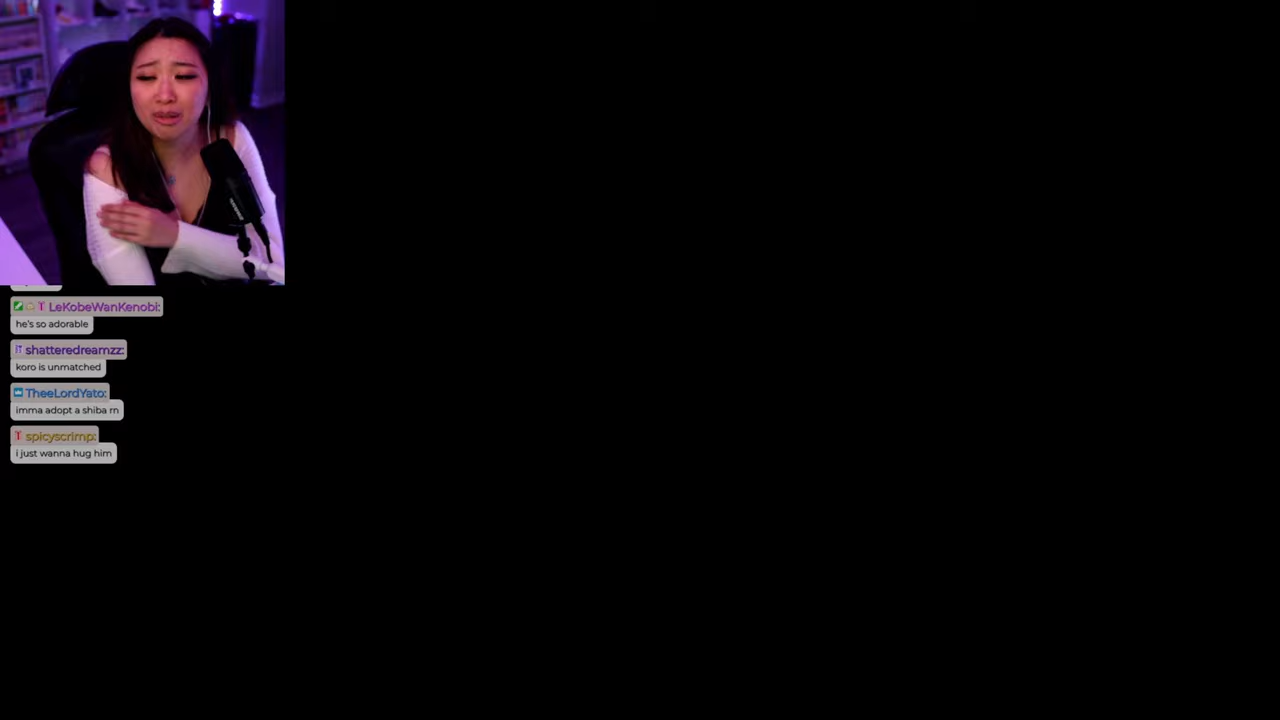 LeKobeWanKenobi:
he's so adorable
shatteredreamzz:
koro is unmatched
TheeLordYato:
imma adopt a shiba rn
spicyscrimp:
i just wanna hug him